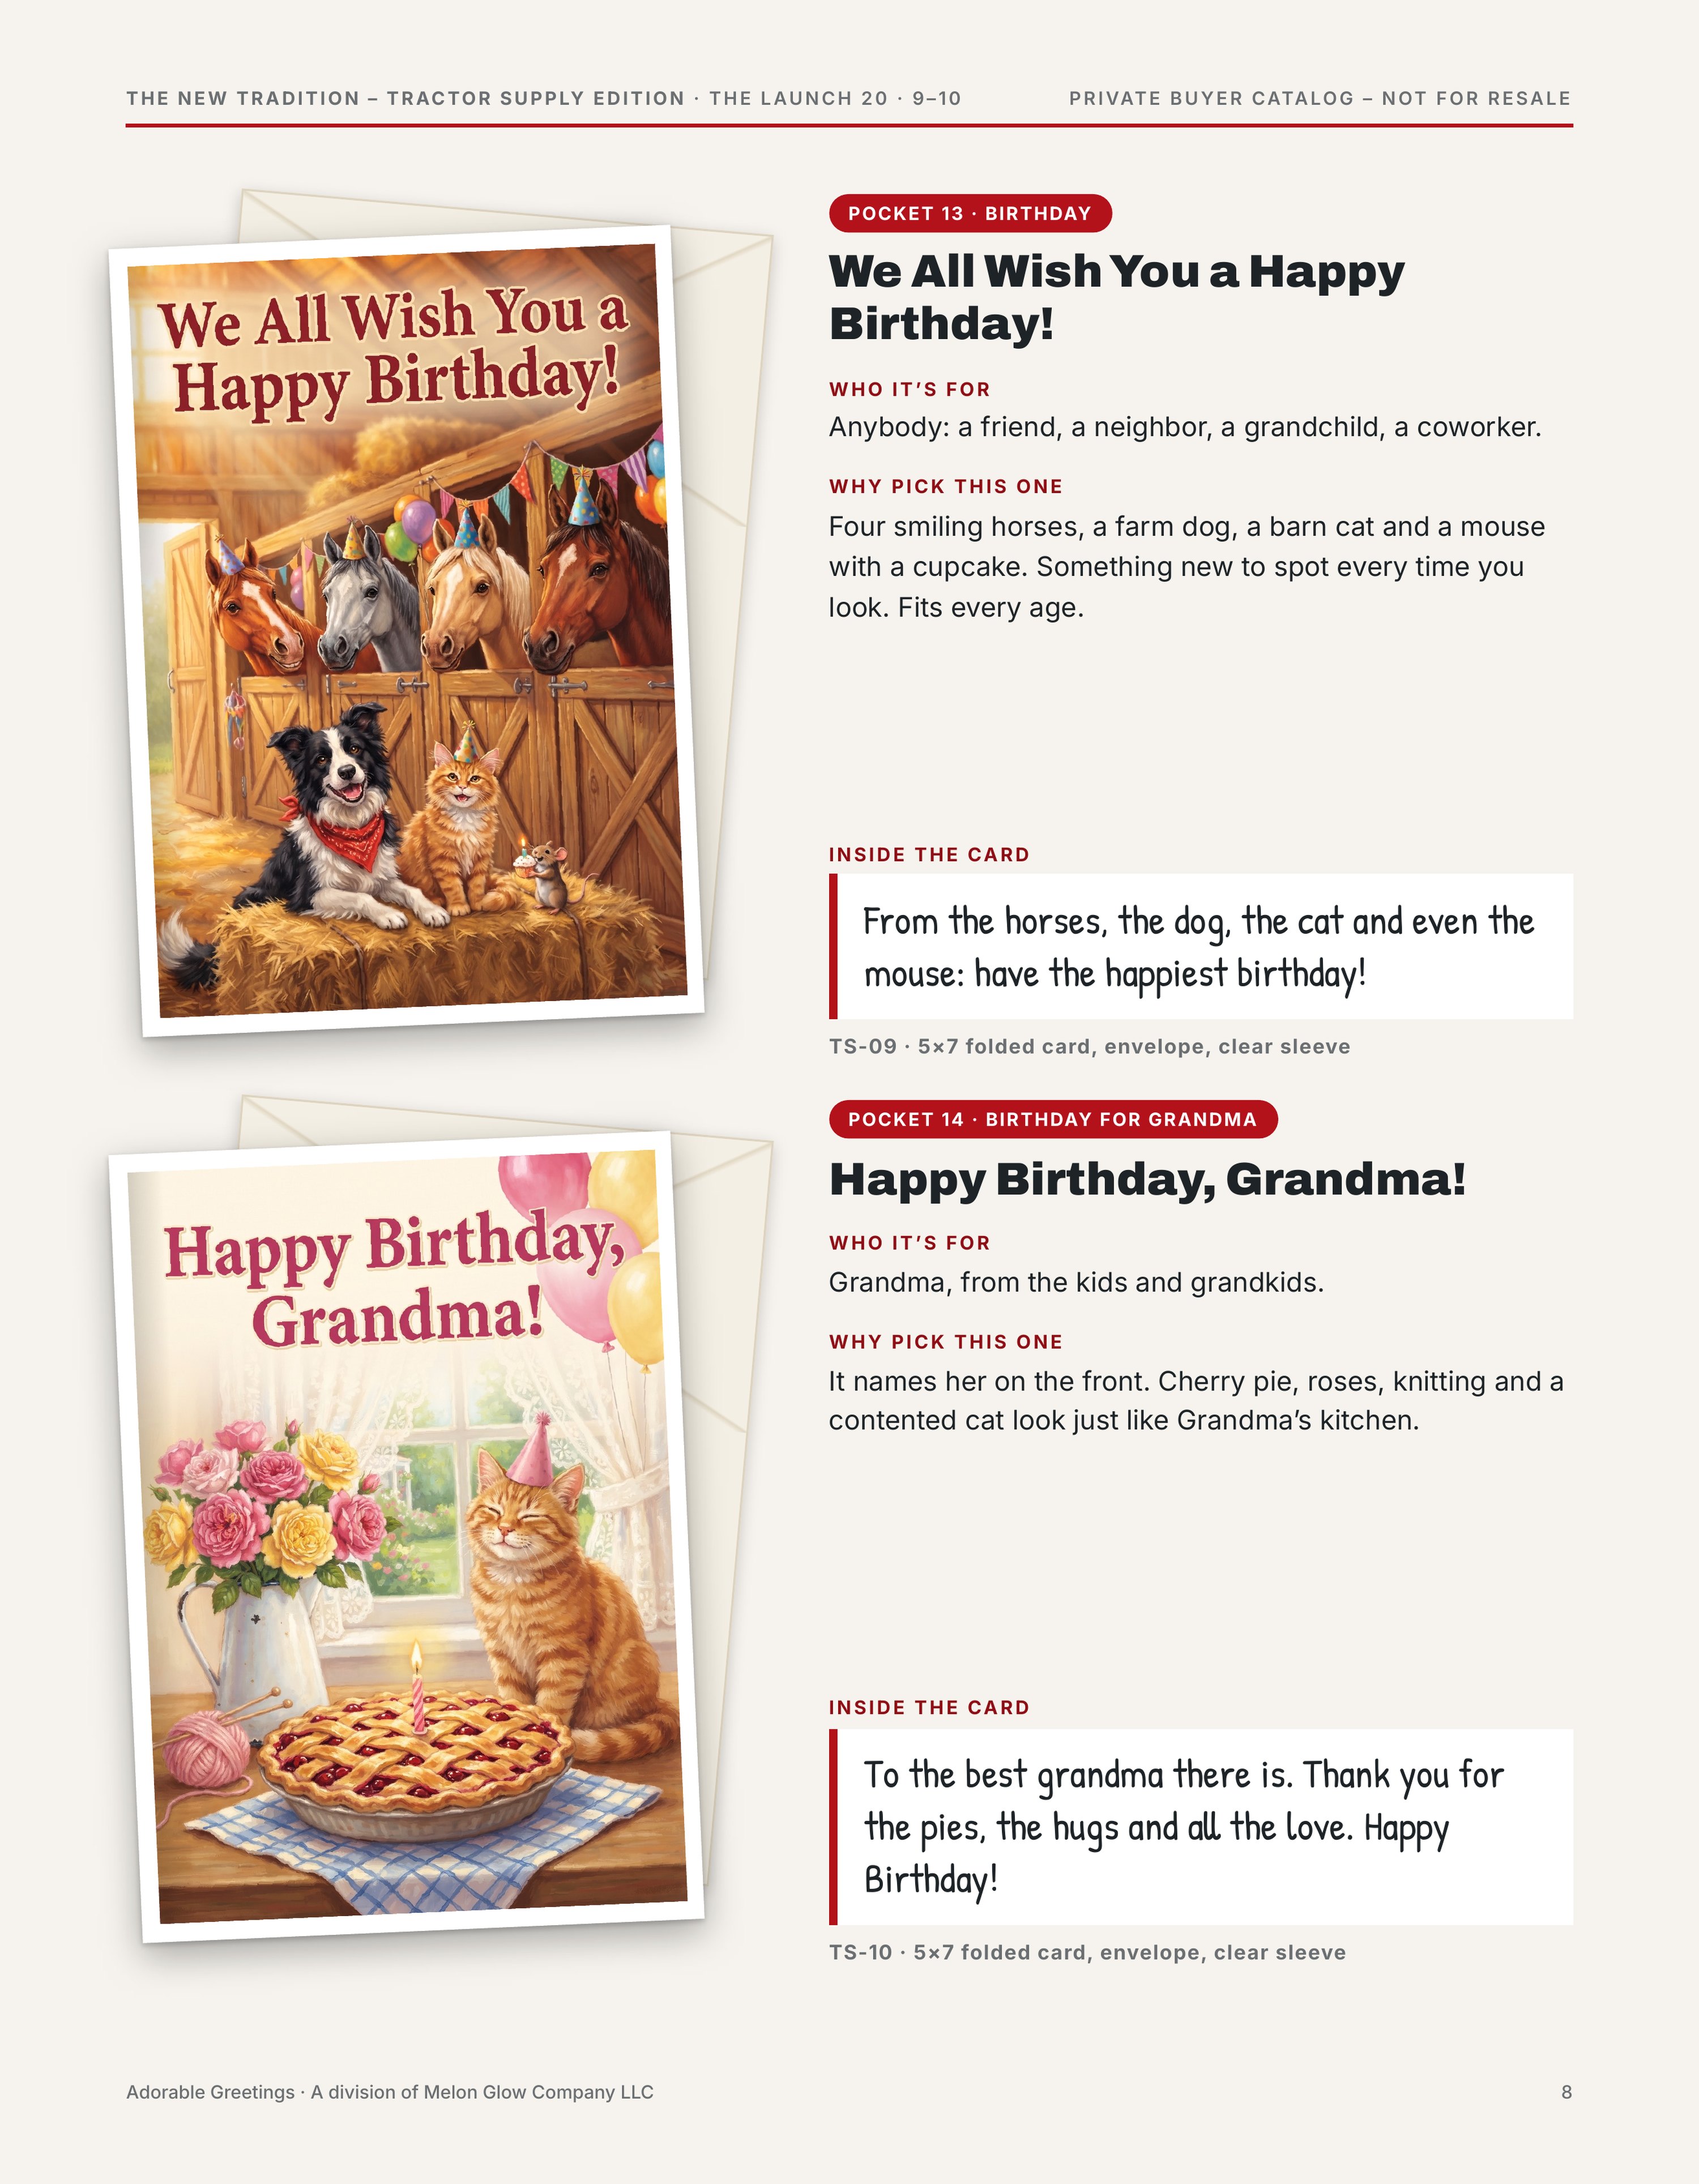 THE NEW TRADITION – TRACTOR SUPPLY EDITION · THE LAUNCH 20 · 9–10
PRIVATE BUYER CATALOG – NOT FOR RESALE
We All Wish You a
Happy Birthday!
POCKET 13 · BIRTHDAY
We All Wish You a Happy
Birthday!
WHO IT’S FOR
Anybody: a friend, a neighbor, a grandchild, a coworker.
WHY PICK THIS ONE
Four smiling horses, a farm dog, a barn cat and a mouse
with a cupcake. Something new to spot every time you
look. Fits every age.
INSIDE THE CARD
From the horses, the dog, the cat and even the
mouse: have the happiest birthday!
TS-09 · 5×7 folded card, envelope, clear sleeve
Happy Birthday,
Grandma!
POCKET 14 · BIRTHDAY FOR GRANDMA
Happy Birthday, Grandma!
WHO IT’S FOR
Grandma, from the kids and grandkids.
WHY PICK THIS ONE
It names her on the front. Cherry pie, roses, knitting and a
contented cat look just like Grandma’s kitchen.
INSIDE THE CARD
To the best grandma there is. Thank you for
the pies, the hugs and all the love. Happy
Birthday!
TS-10 · 5×7 folded card, envelope, clear sleeve
Adorable Greetings · A division of Melon Glow Company LLC
8